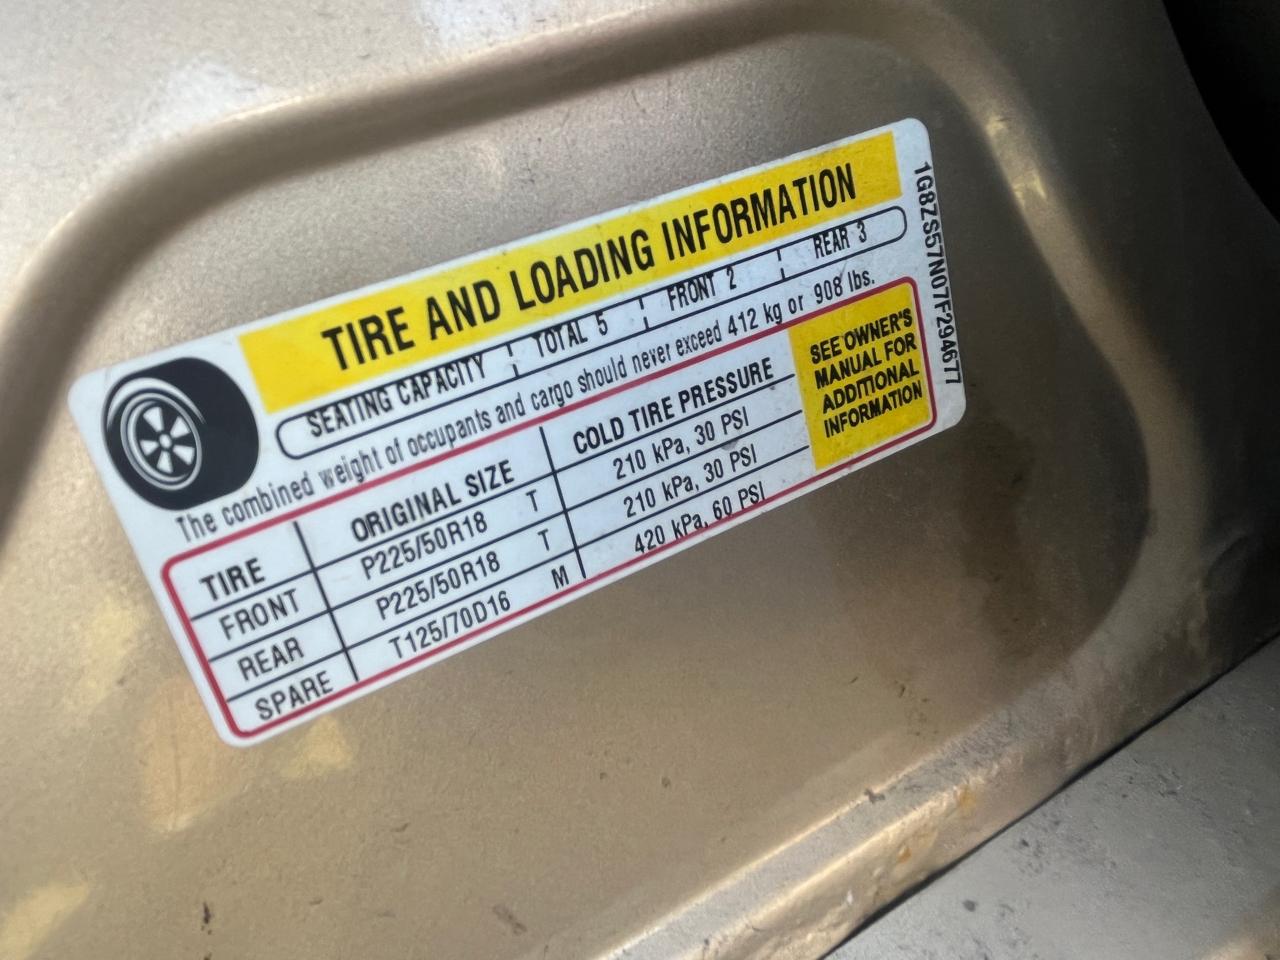 TIRE AND LOADING INFORMATION
SEATING CAPACITY TOTAL 5 FRONT 2 REAR 3
The combined weight of occupants and cargo should never exceed 412 kg or 908 lbs.
TIRE ORIGINAL SIZE COLD TIRE PRESSURE
FRONT P225/50R18 T 210 kPa, 30 PSI
REAR P225/50R18 T 210 kPa, 30 PSI
SPARE T125/70D16 M 420 kPa, 60 PSI
SEE OWNER'S
MANUAL FOR
ADDITIONAL
INFORMATION
1G8ZS57N07F294677